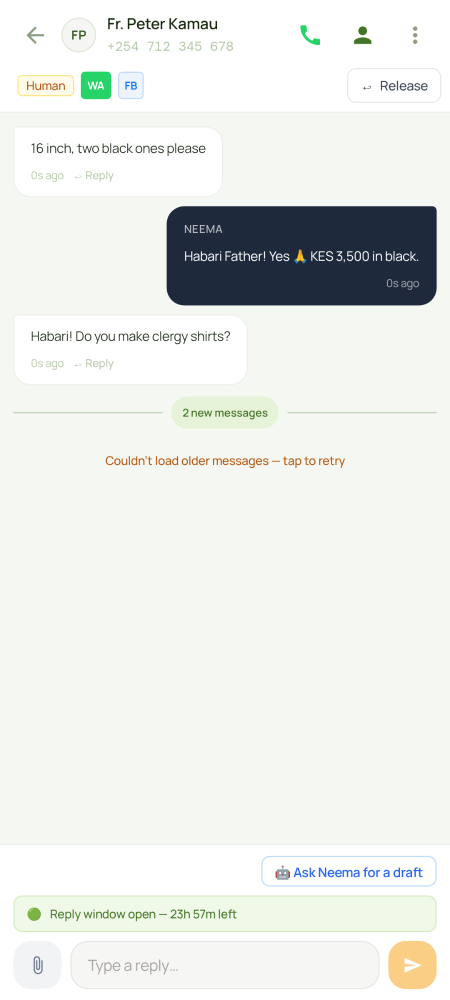 FP
Fr. Peter Kamau
+254 712 345 678
Human
WA
FB
Release
16 inch, two black ones please
0s ago Reply
NEEMA
Habari Father! Yes 🙏 KES 3,500 in black.
0s ago
Habari! Do you make clergy shirts?
0s ago Reply
2 new messages
Couldn't load older messages — tap to retry
🤖 Ask Neema for a draft
🟢 Reply window open — 23h 57m left
Type a reply...